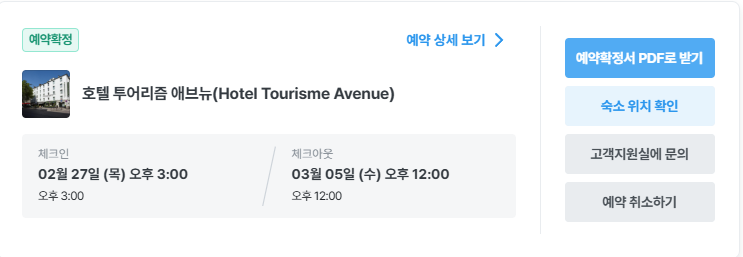 예약확정
예약 상세 보기
호텔 투어리즘 애브뉴(Hotel Tourisme Avenue)
체크인
02월 27일 (목) 오후 3:00
오후 3:00
체크아웃
03월 05일 (수) 오후 12:00
오후 12:00
예약확정서 PDF로 받기
숙소 위치 확인
고객지원실에 문의
예약 취소하기